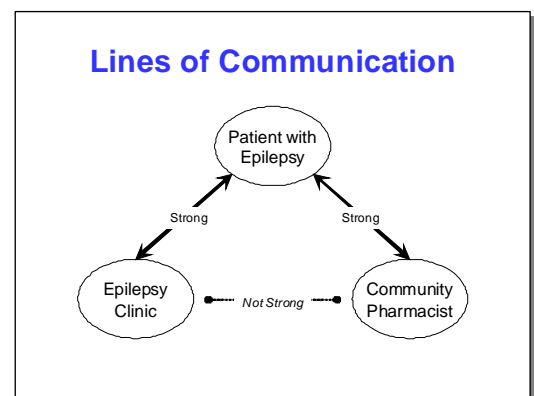 Lines of Communication
Patient with
Epilepsy
Strong
Strong
Epilepsy
Clinic
Not Strong
Community
Pharmacist